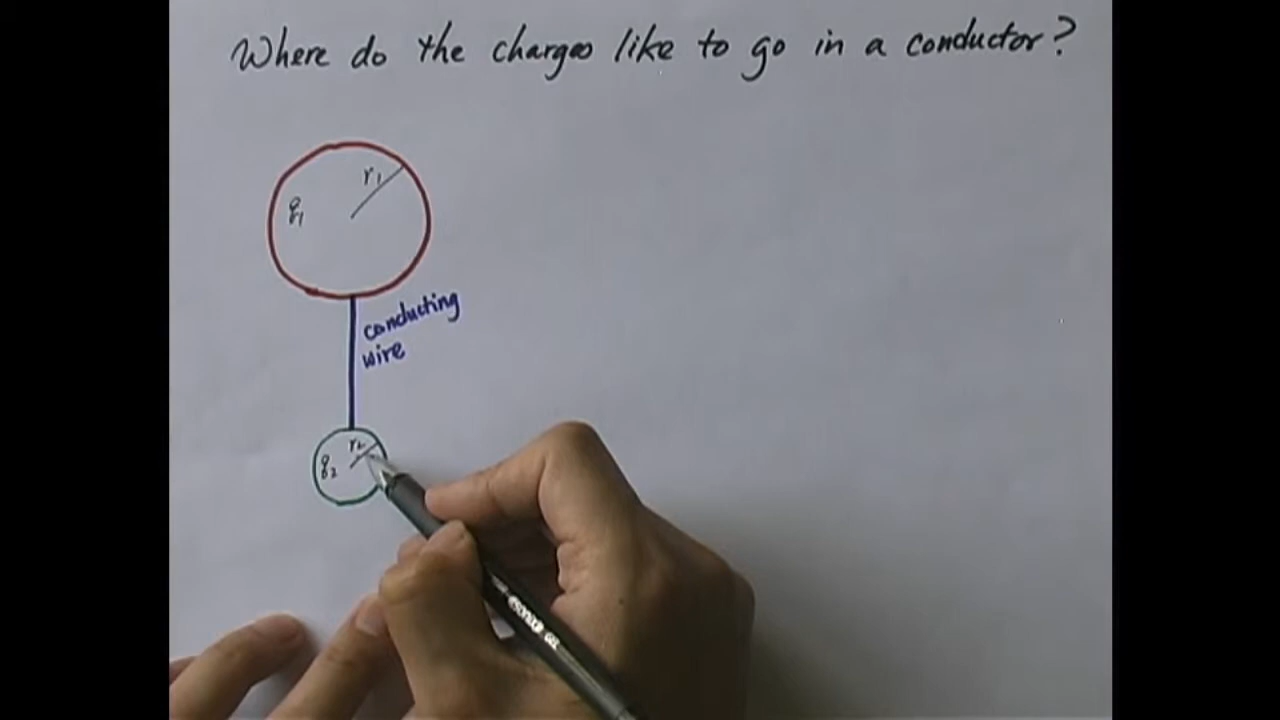 Where do the charges like to go in a conductor?
r₁
q₁
conducting
wire
r₂
q₂